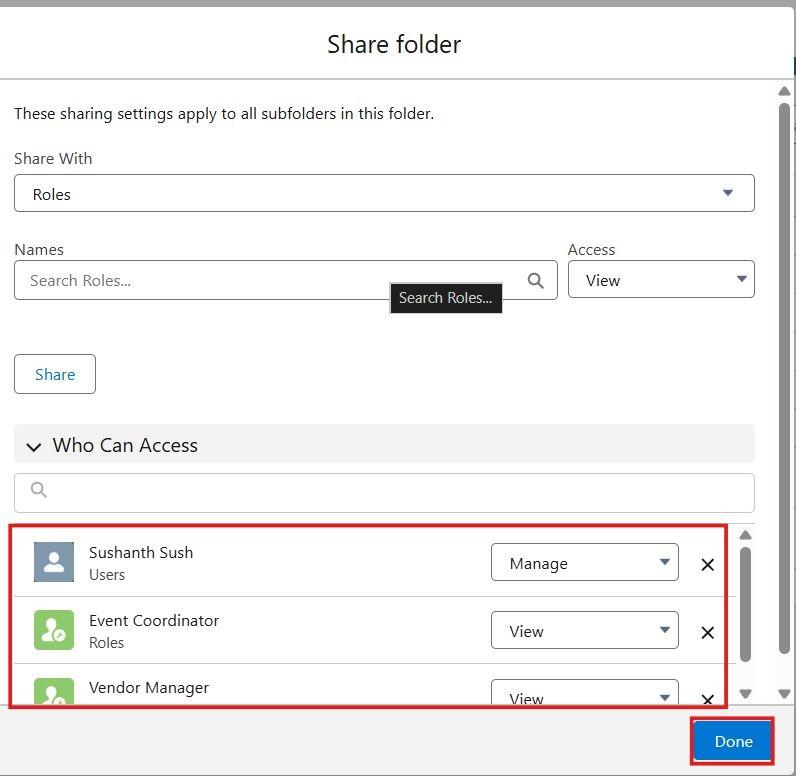 Share folder
These sharing settings apply to all subfolders in this folder.
Share With
Roles
Names
Access
Search Roles...
View
Search Roles...
Share
Who Can Access
Sushanth Sush
Users
Manage
Event Coordinator
Roles
View
Vendor Manager
View
Done